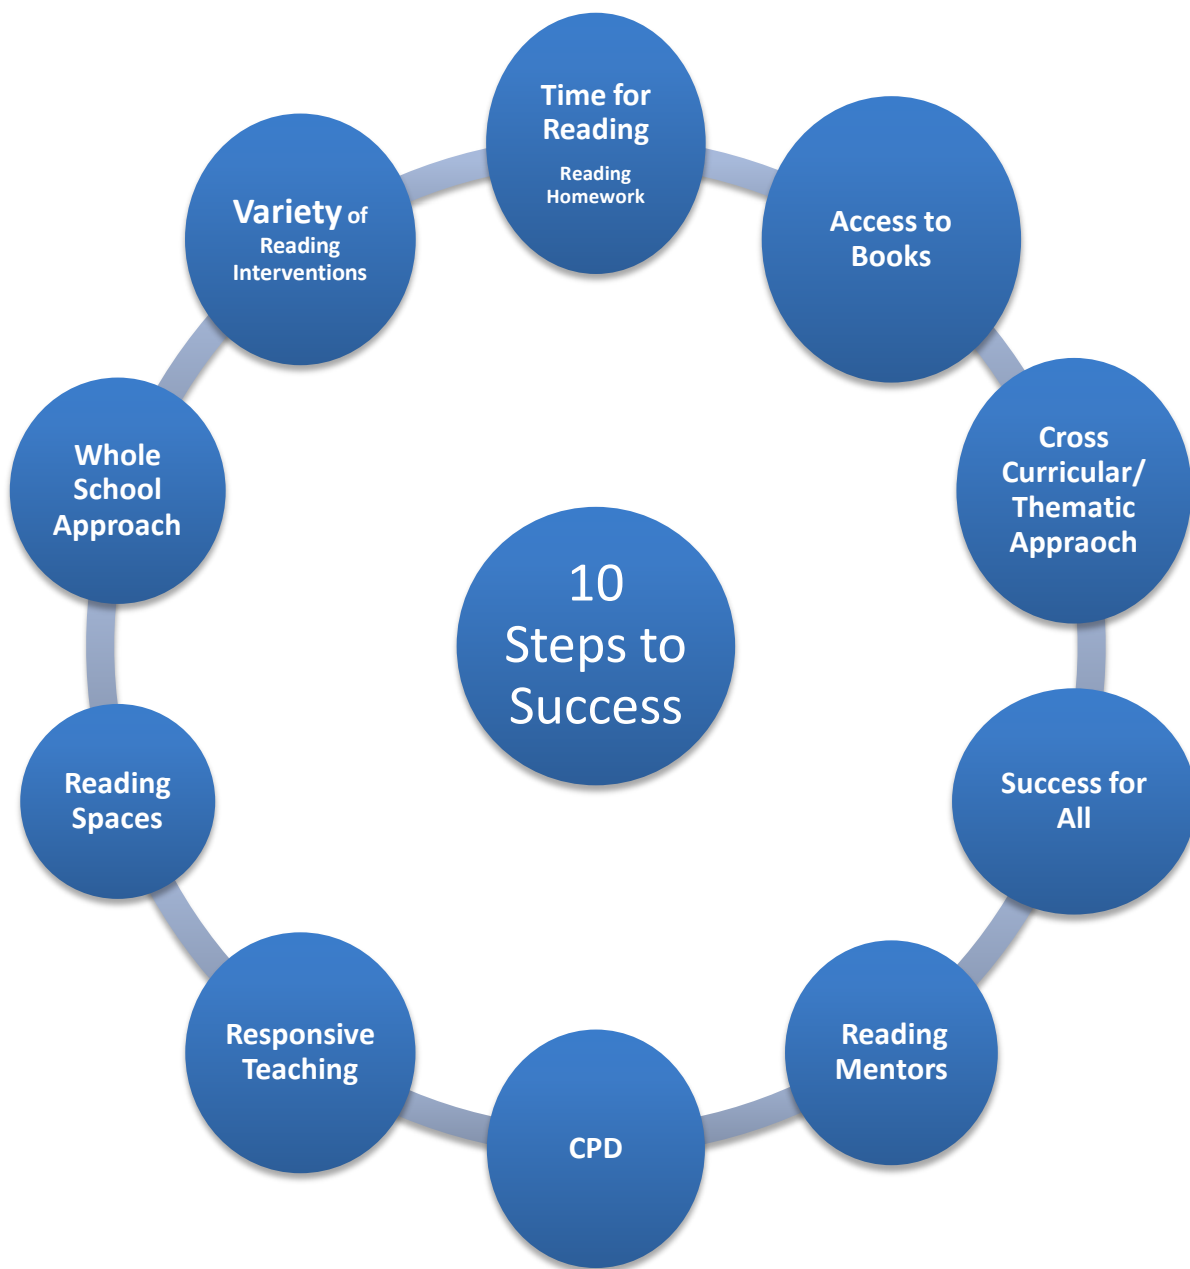 Time for
Reading
Reading
Homework
Access to
Books
Cross
Curricular/
Thematic
Appraoch
Success for
All
Reading
Mentors
CPD
Responsive
Teaching
Reading
Spaces
Whole
School
Approach
Variety of
Reading
Interventions
10
Steps to
Success